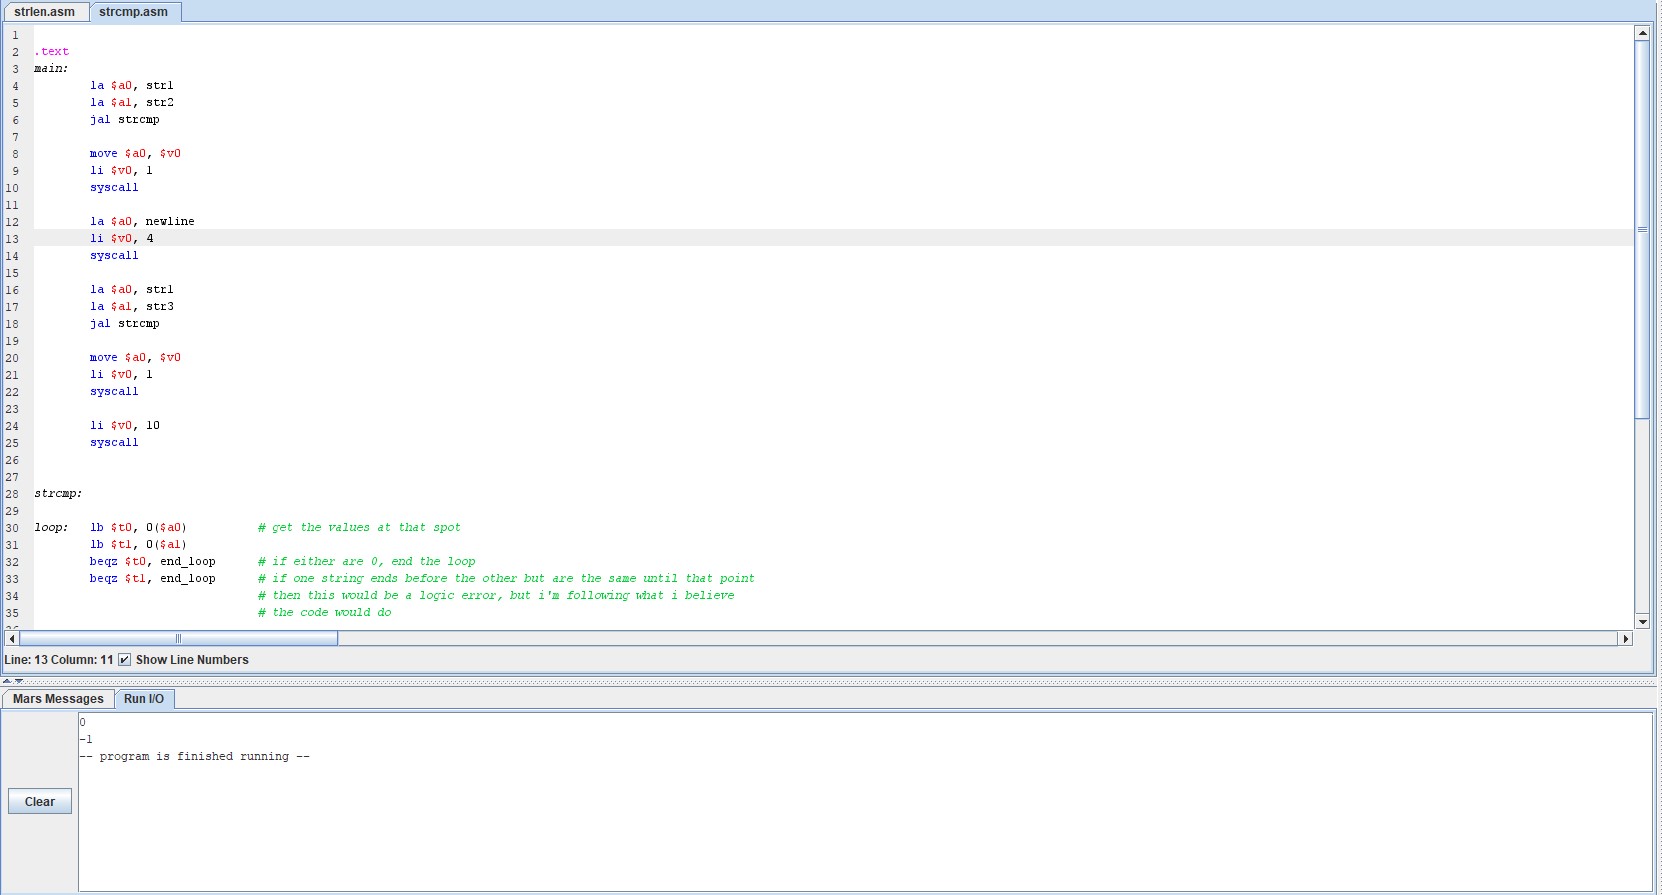 strlen.asm strcmp.asm
1
2 .text
3 main:
4 la $a0, str1
5 la $a1, str2
6 jal strcmp
7
8 move $a0, $v0
9 li $v0, 1
10 syscall
11
12 la $a0, newline
13 li $v0, 4
14 syscall
15
16 la $a0, str1
17 la $a1, str3
18 jal strcmp
19
20 move $a0, $v0
21 li $v0, 1
22 syscall
23
24 li $v0, 10
25 syscall
26
27
28 strcmp:
29
30 loop: lb $t0, 0($a0) # get the values at that spot
31 lb $t1, 0($a1)
32 beqz $t0, end_loop # if either are 0, end the loop
33 beqz $t1, end_loop # if one string ends before the other but are the same until that point
34 # then this would be a logic error, but i'm following what i believe
35 # the code would do
Line: 13 Column: 11 Show Line Numbers
Mars Messages Run I/O
0
-1
-- program is finished running --
Clear